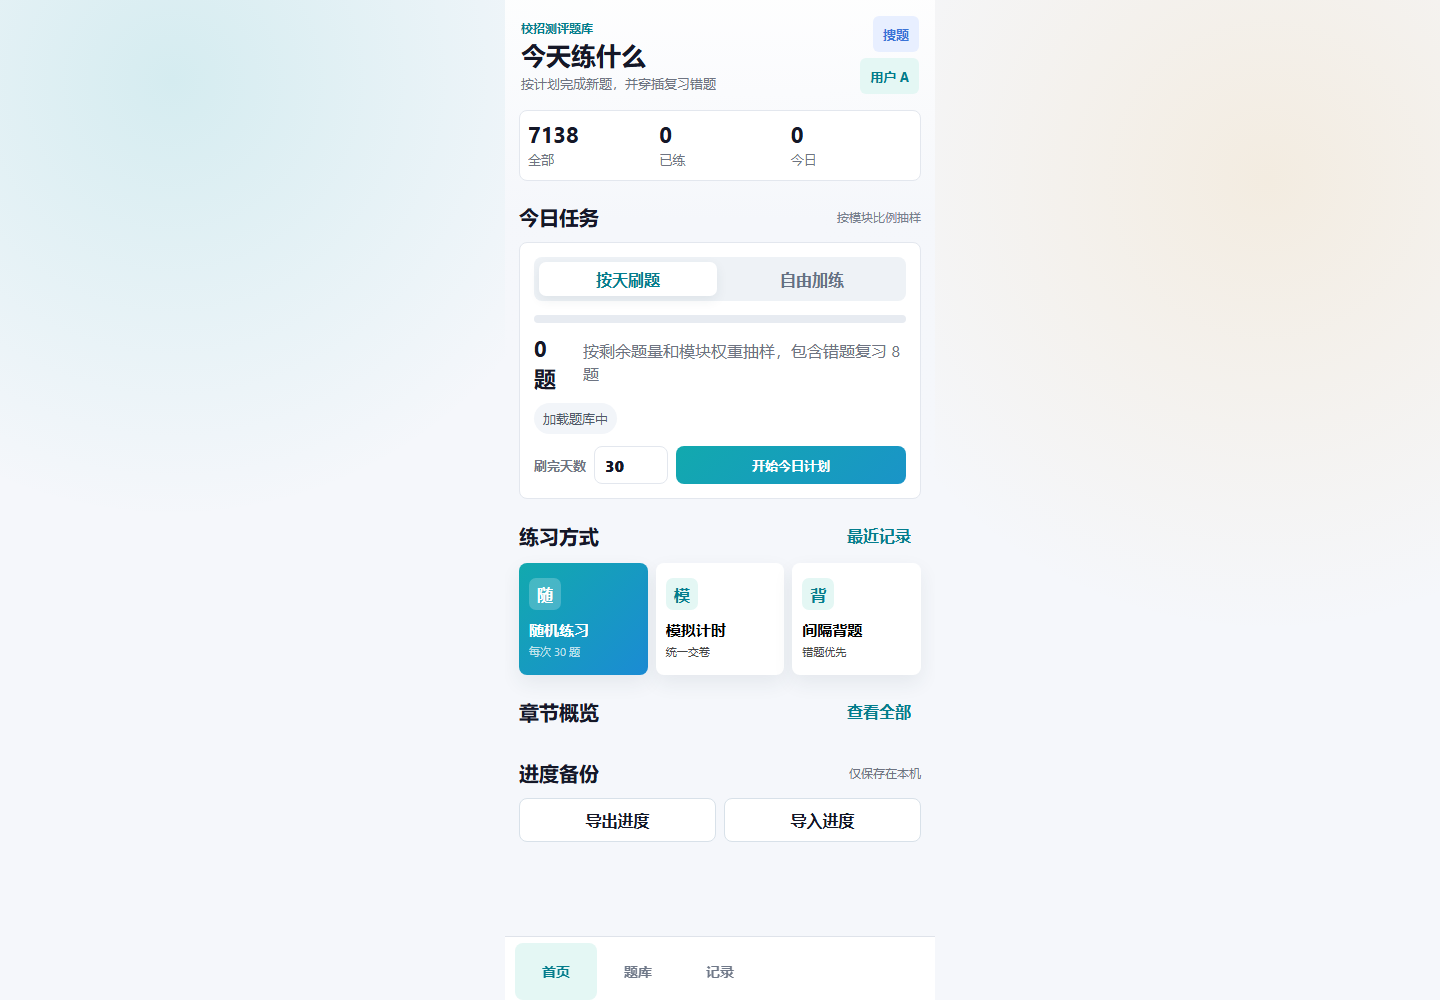 校招测评题库
今天练什么
按计划完成新题，并穿插复习错题
搜题
用户 A
7138
全部
0
已练
0
今日
今日任务
按模块比例抽样
按天刷题
自由加练
0
题
按剩余题量和模块权重抽样，包含错题复习 8
题
加载题库中
刷完天数
30
开始今日计划
练习方式
最近记录
随
随机练习
每次 30 题
模
模拟计时
统一交卷
背
间隔背题
错题优先
章节概览
查看全部
进度备份
仅保存在本机
导出进度
导入进度
首页
题库
记录